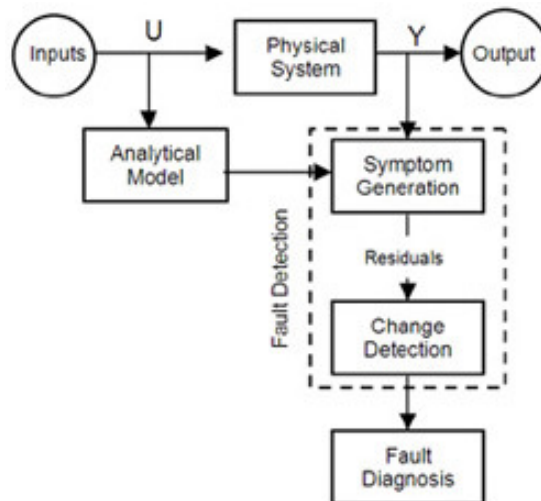 Inputs
U
Physical
System
Y
Output
Analytical
Model
Symptom
Generation
Fault Detection
Residuals
Change
Detection
Fault
Diagnosis